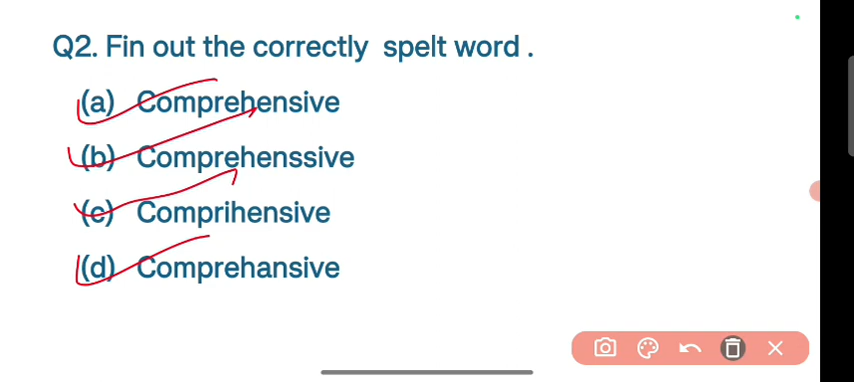 Q2. Fin out the correctly spelt word .
(a) Comprehensive
(b) Comprehenssive
(c) Comprihensive
(d) Comprehansive